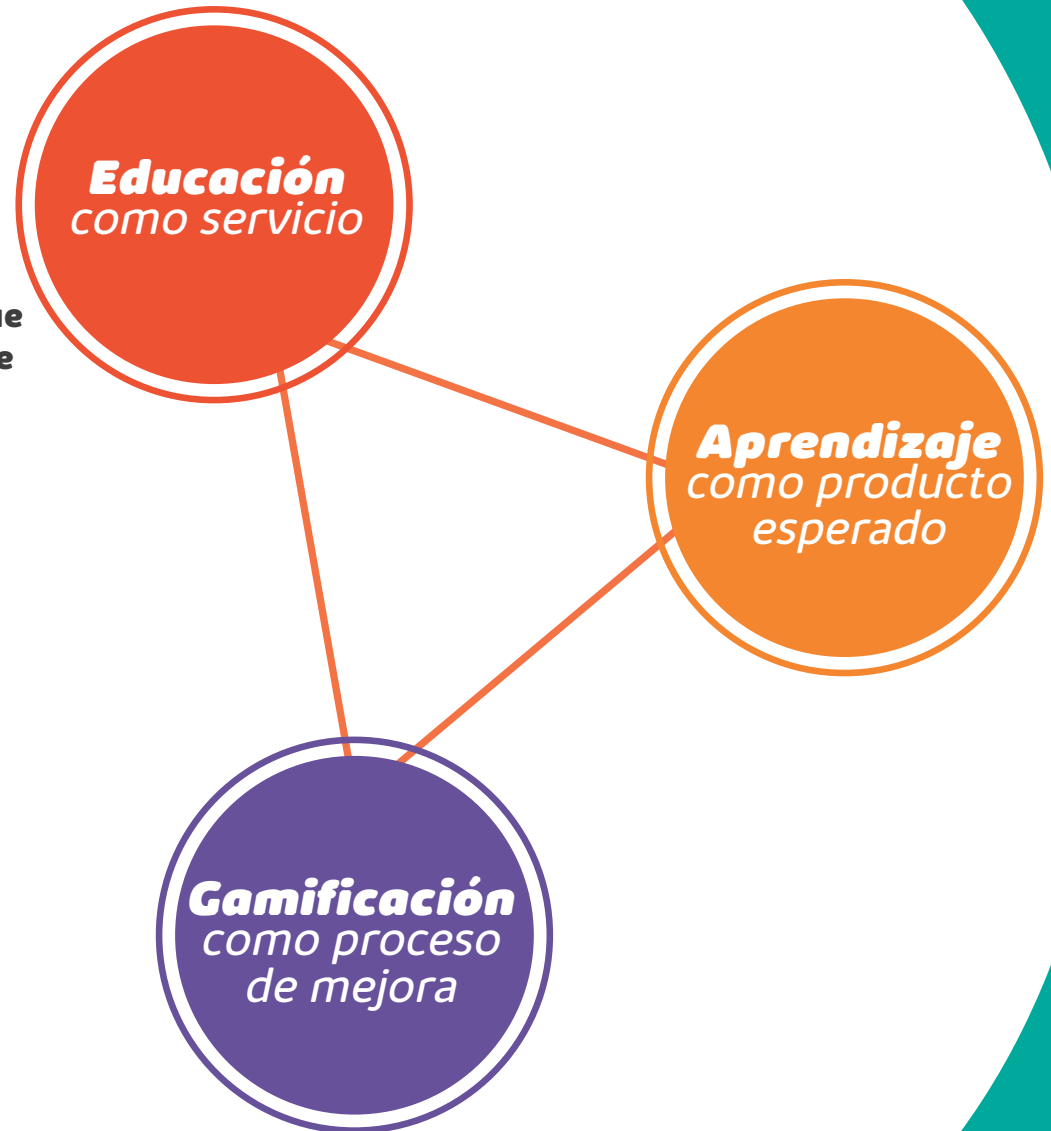 Educación
como servicio
Aprendizaje
como producto
esperado
Gamificación
como proceso
de mejora